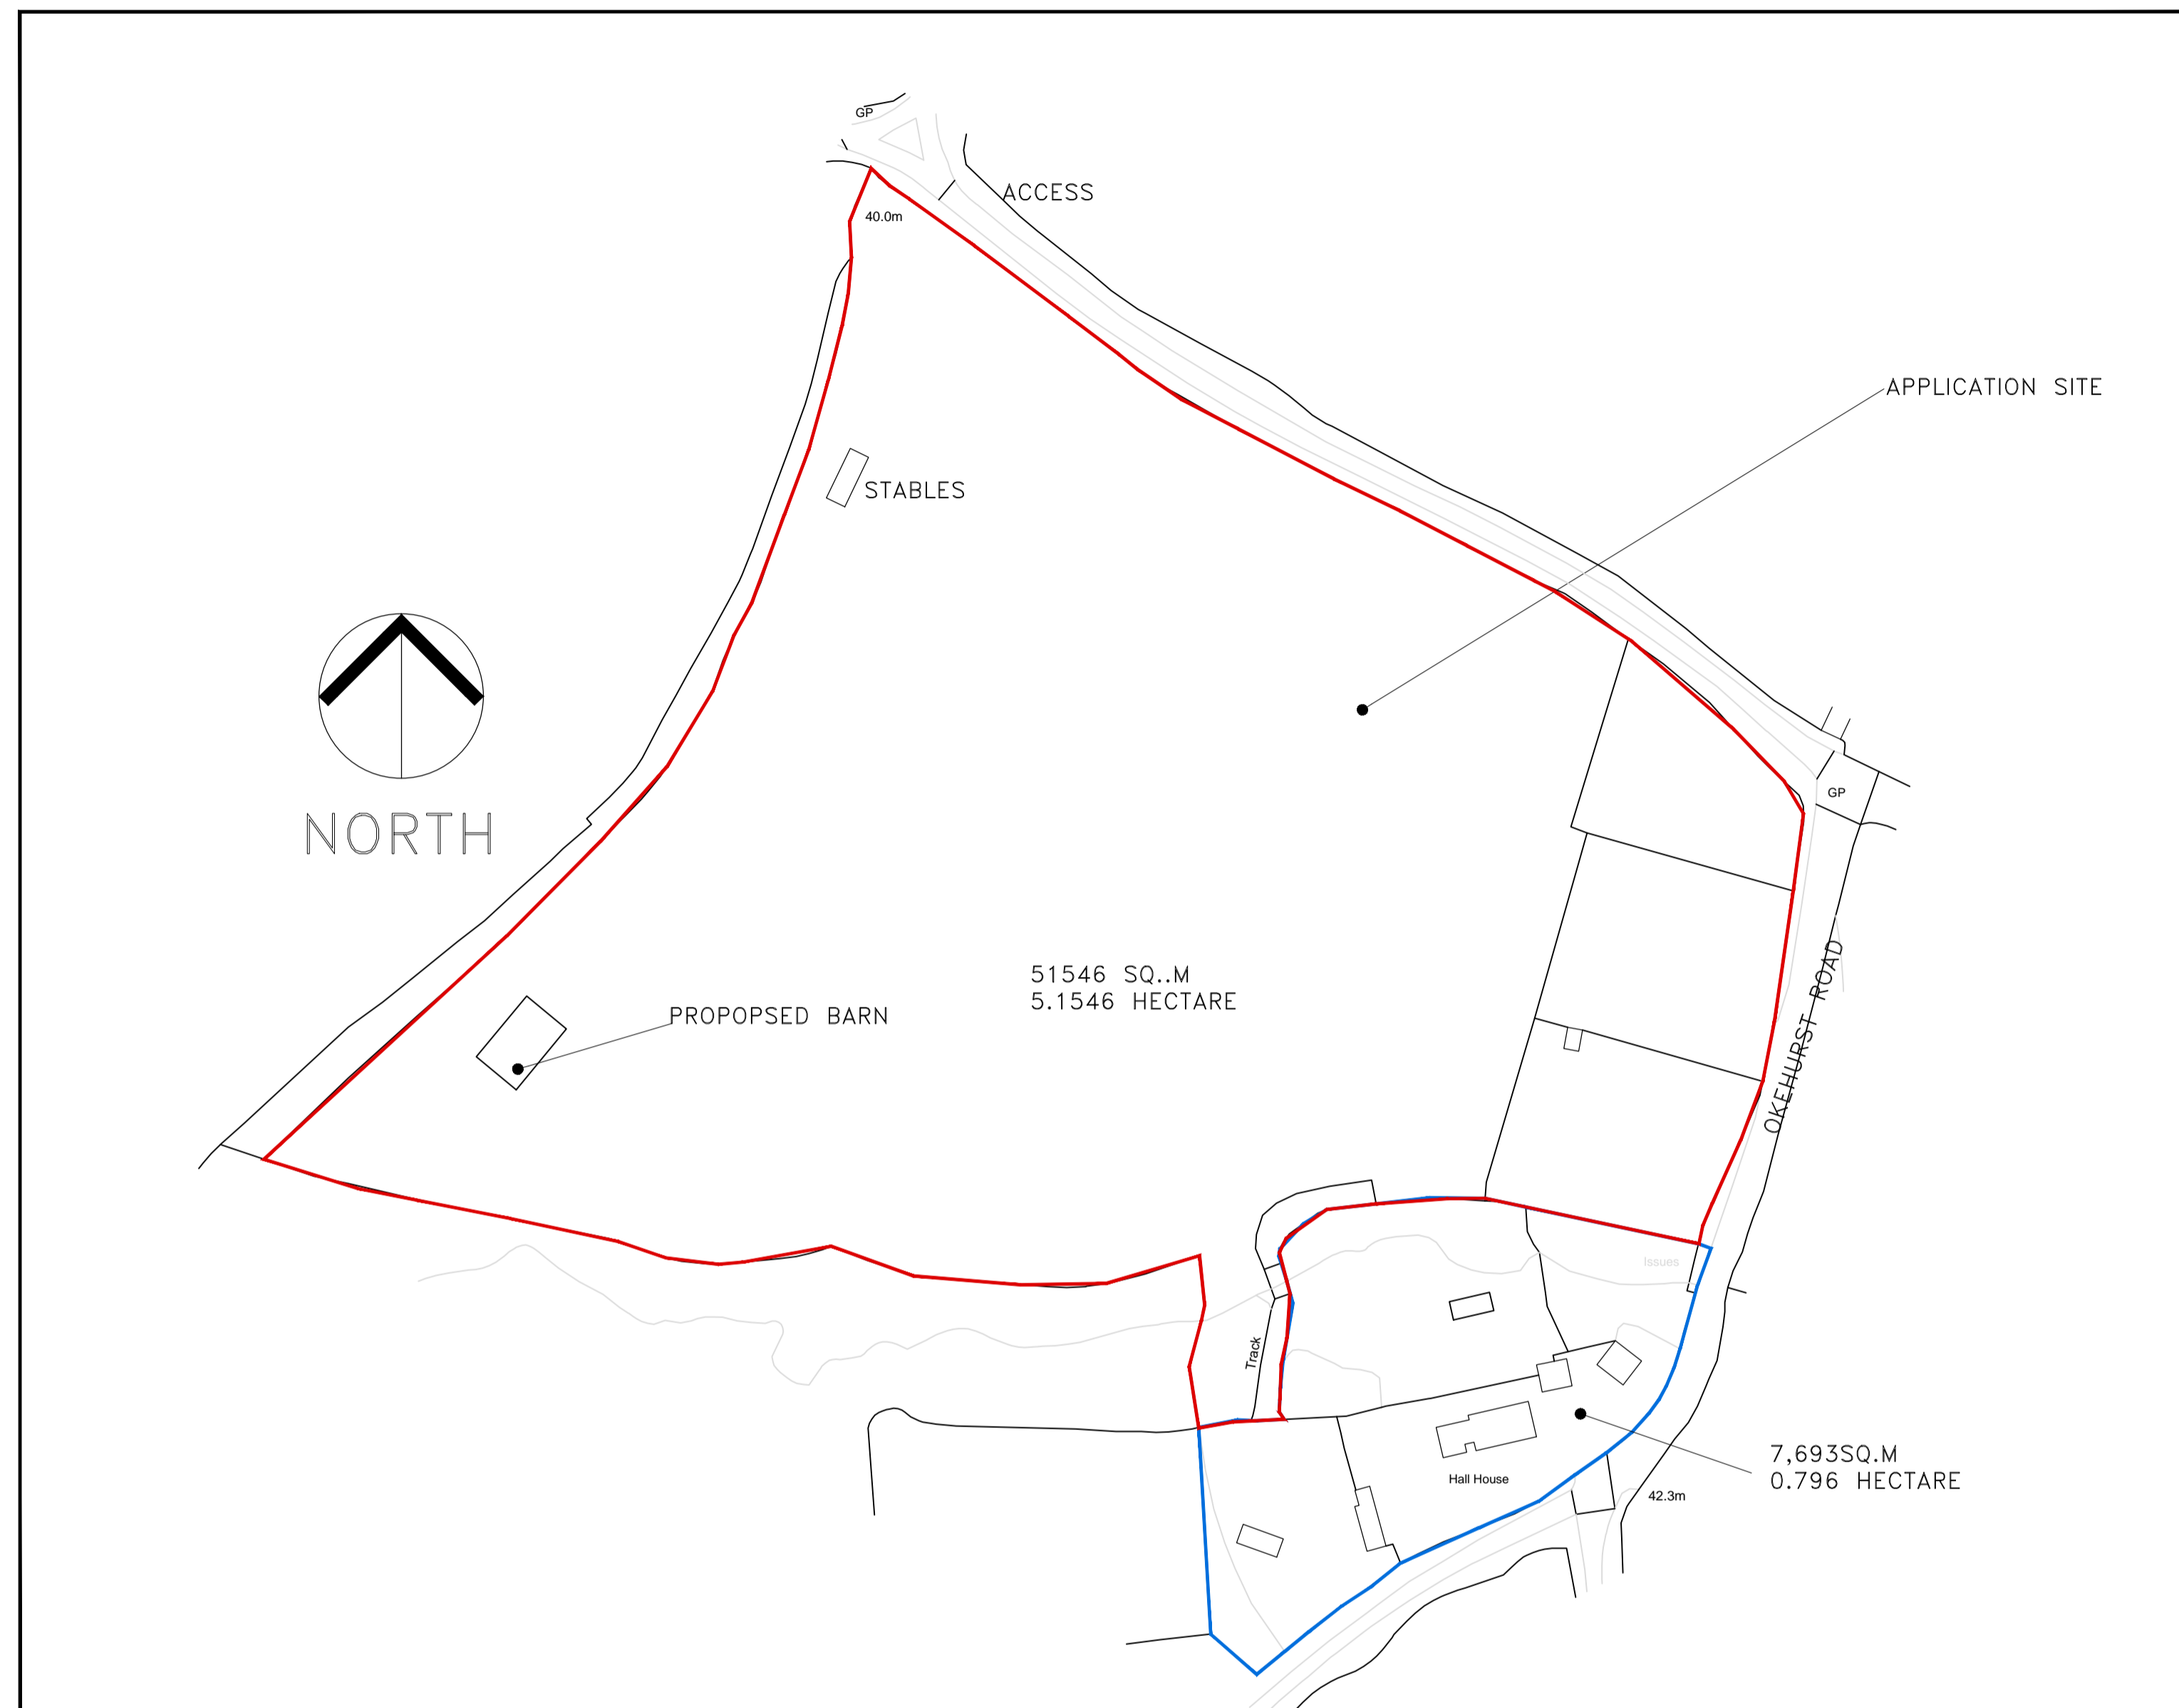 GP
ACCESS
40.0m
APPLICATION SITE
STABLES
NORTH
GP
51546 SQ..M
5.1546 HECTARE
PROPOPSED BARN
OKEHURST ROAD
Issues
Track
7,693SQ.M
0.796 HECTARE
Hall House
42.3m